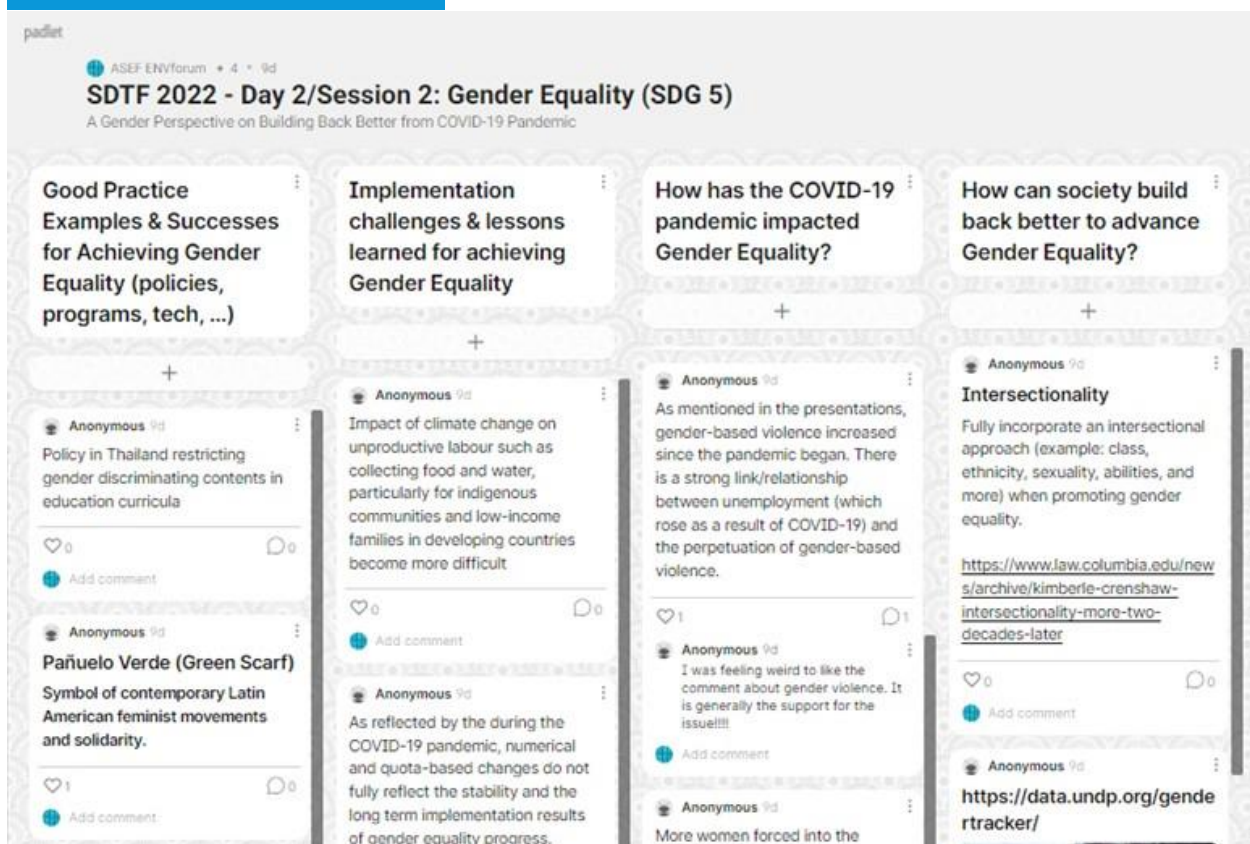 padlet
ASEF ENVforum • 4 • 9d
SDTF 2022 - Day 2/Session 2: Gender Equality (SDG 5)
A Gender Perspective on Building Back Better from COVID-19 Pandemic
Good Practice
Examples & Successes
for Achieving Gender
Equality (policies,
programs, tech, ...)
+
Anonymous 9d
Policy in Thailand restricting
gender discriminating contents in
education curricula
0 0
Add comment
Anonymous 9d
Pañuelo Verde (Green Scarf)
Symbol of contemporary Latin
American feminist movements
and solidarity.
1 0
Add comment
Implementation
challenges & lessons
learned for achieving
Gender Equality
+
Anonymous 9d
Impact of climate change on
unproductive labour such as
collecting food and water,
particularly for indigenous
communities and low-income
families in developing countries
become more difficult
0 0
Add comment
Anonymous 9d
As reflected by the during the
COVID-19 pandemic, numerical
and quota-based changes do not
fully reflect the stability and the
long term implementation results
of gender equality progress.
How has the COVID-19
pandemic impacted
Gender Equality?
+
Anonymous 9d
As mentioned in the presentations,
gender-based violence increased
since the pandemic began. There
is a strong link/relationship
between unemployment (which
rose as a result of COVID-19) and
the perpetuation of gender-based
violence.
1 1
Anonymous 9d
I was feeling weird to like the
comment about gender violence. It
is generally the support for the
issue!!!!
Add comment
Anonymous 9d
More women forced into the
How can society build
back better to advance
Gender Equality?
+
Anonymous 9d
Intersectionality
Fully incorporate an intersectional
approach (example: class,
ethnicity, sexuality, abilities, and
more) when promoting gender
equality.
https://www.law.columbia.edu/new
s/archive/kimberle-crenshaw-
intersectionality-more-two-
decades-later
0 0
Add comment
Anonymous 9d
https://data.undp.org/gende
rtracker/